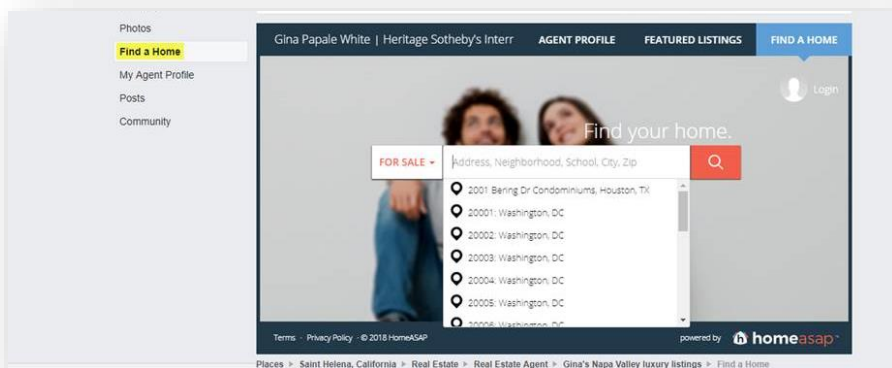 Photos
Find a Home
My Agent Profile
Posts
Community
Gina Papale White | Heritage Sotheby's Interr AGENT PROFILE FEATURED LISTINGS FIND A HOME
Login
Find your home.
FOR SALE Address, Neighborhood, School, City, Zip
2001 Bering Dr Condominiums, Houston, TX
20001: Washington, DC
20002: Washington, DC
20003: Washington, DC
20004: Washington, DC
20005: Washington, DC
20006: Washington, DC
Terms - Privacy Policy - © 2018 HomeASAP powered by homeasap
Places Saint Helena, California Real Estate Real Estate Agent Gina's Napa Valley luxury listings Find a Home